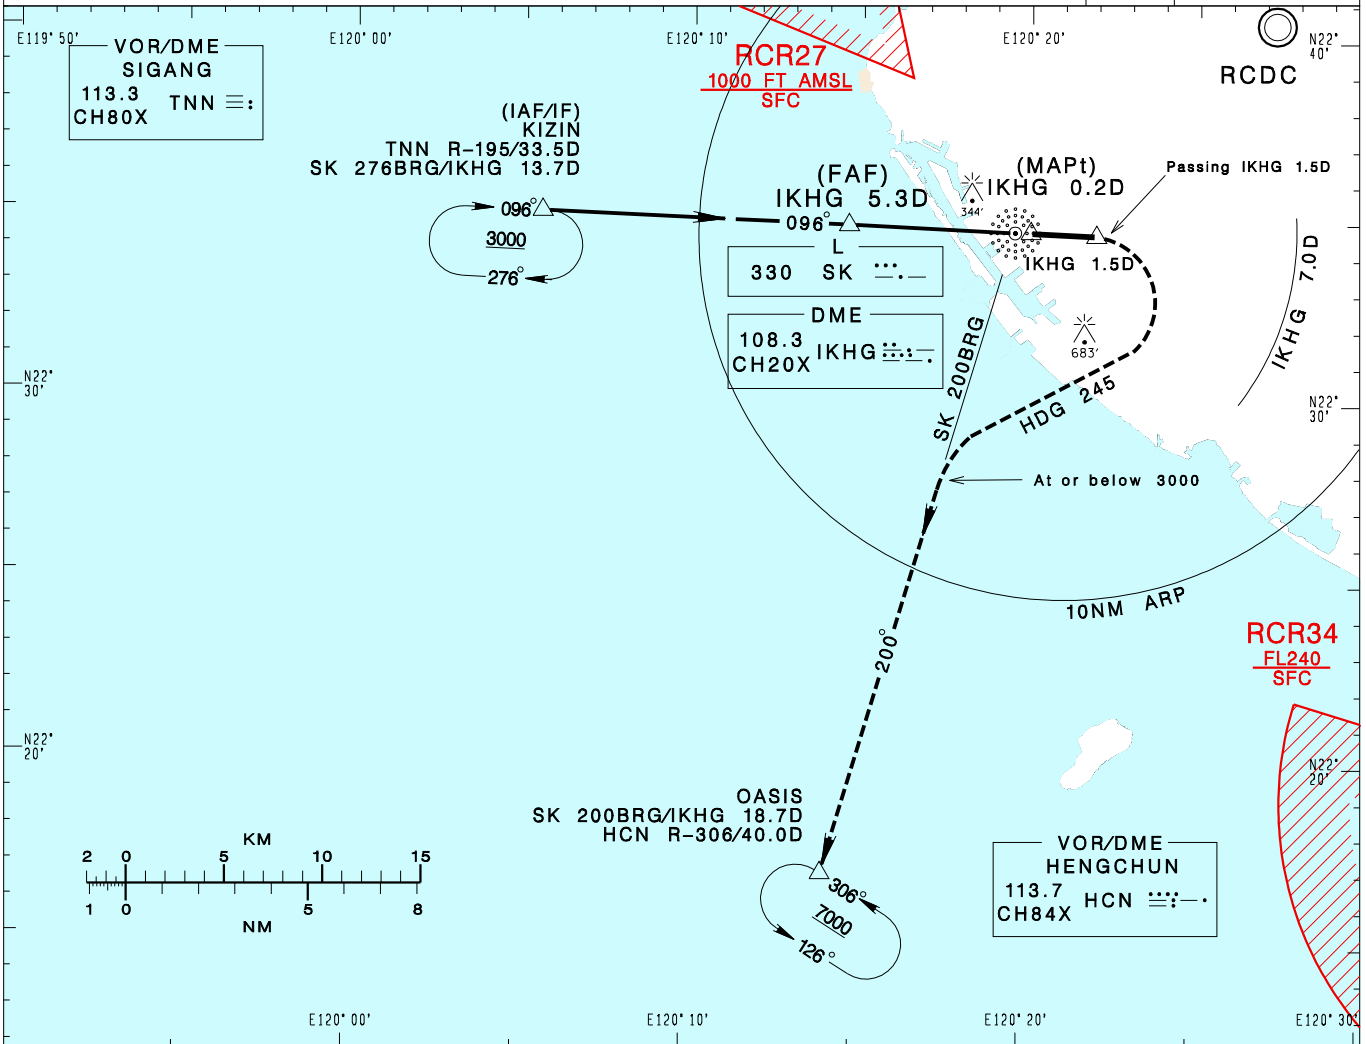 E119°50'
E120°00'
E120°10'
E120°20'
N22°
40'
VOR/DME
SIGANG
113.3
CH80X
TNN
RCR27
1000 FT AMSL
SFC
RCDC
(IAF/IF)
KIZIN
TNN R-195/33.5D
SK 276BRG/IKHG 13.7D
(FAF)
IKHG 5.3D
(MAPt)
IKHG 0.2D
Passing IKHG 1.5D
344'
096°
3000
276°
096°
L
330 SK
IKHG 1.5D
IKHG 7.0D
DME
108.3
CH20X
IKHG
683'
SK 200BRG
HDG 245
N22°
30'
N22°
30'
At or below 3000
10NM ARP
200°
RCR34
FL240
SFC
N22°
20'
N22°
20'
OASIS
SK 200BRG/IKHG 18.7D
HCN R-306/40.0D
306°
7000
126°
KM
2 0 5 10 15
1 0 5 8
NM
VOR/DME
HENGCHUN
113.7
CH84X
HCN
E120°00'
E120°10'
E120°20'
E120°30'